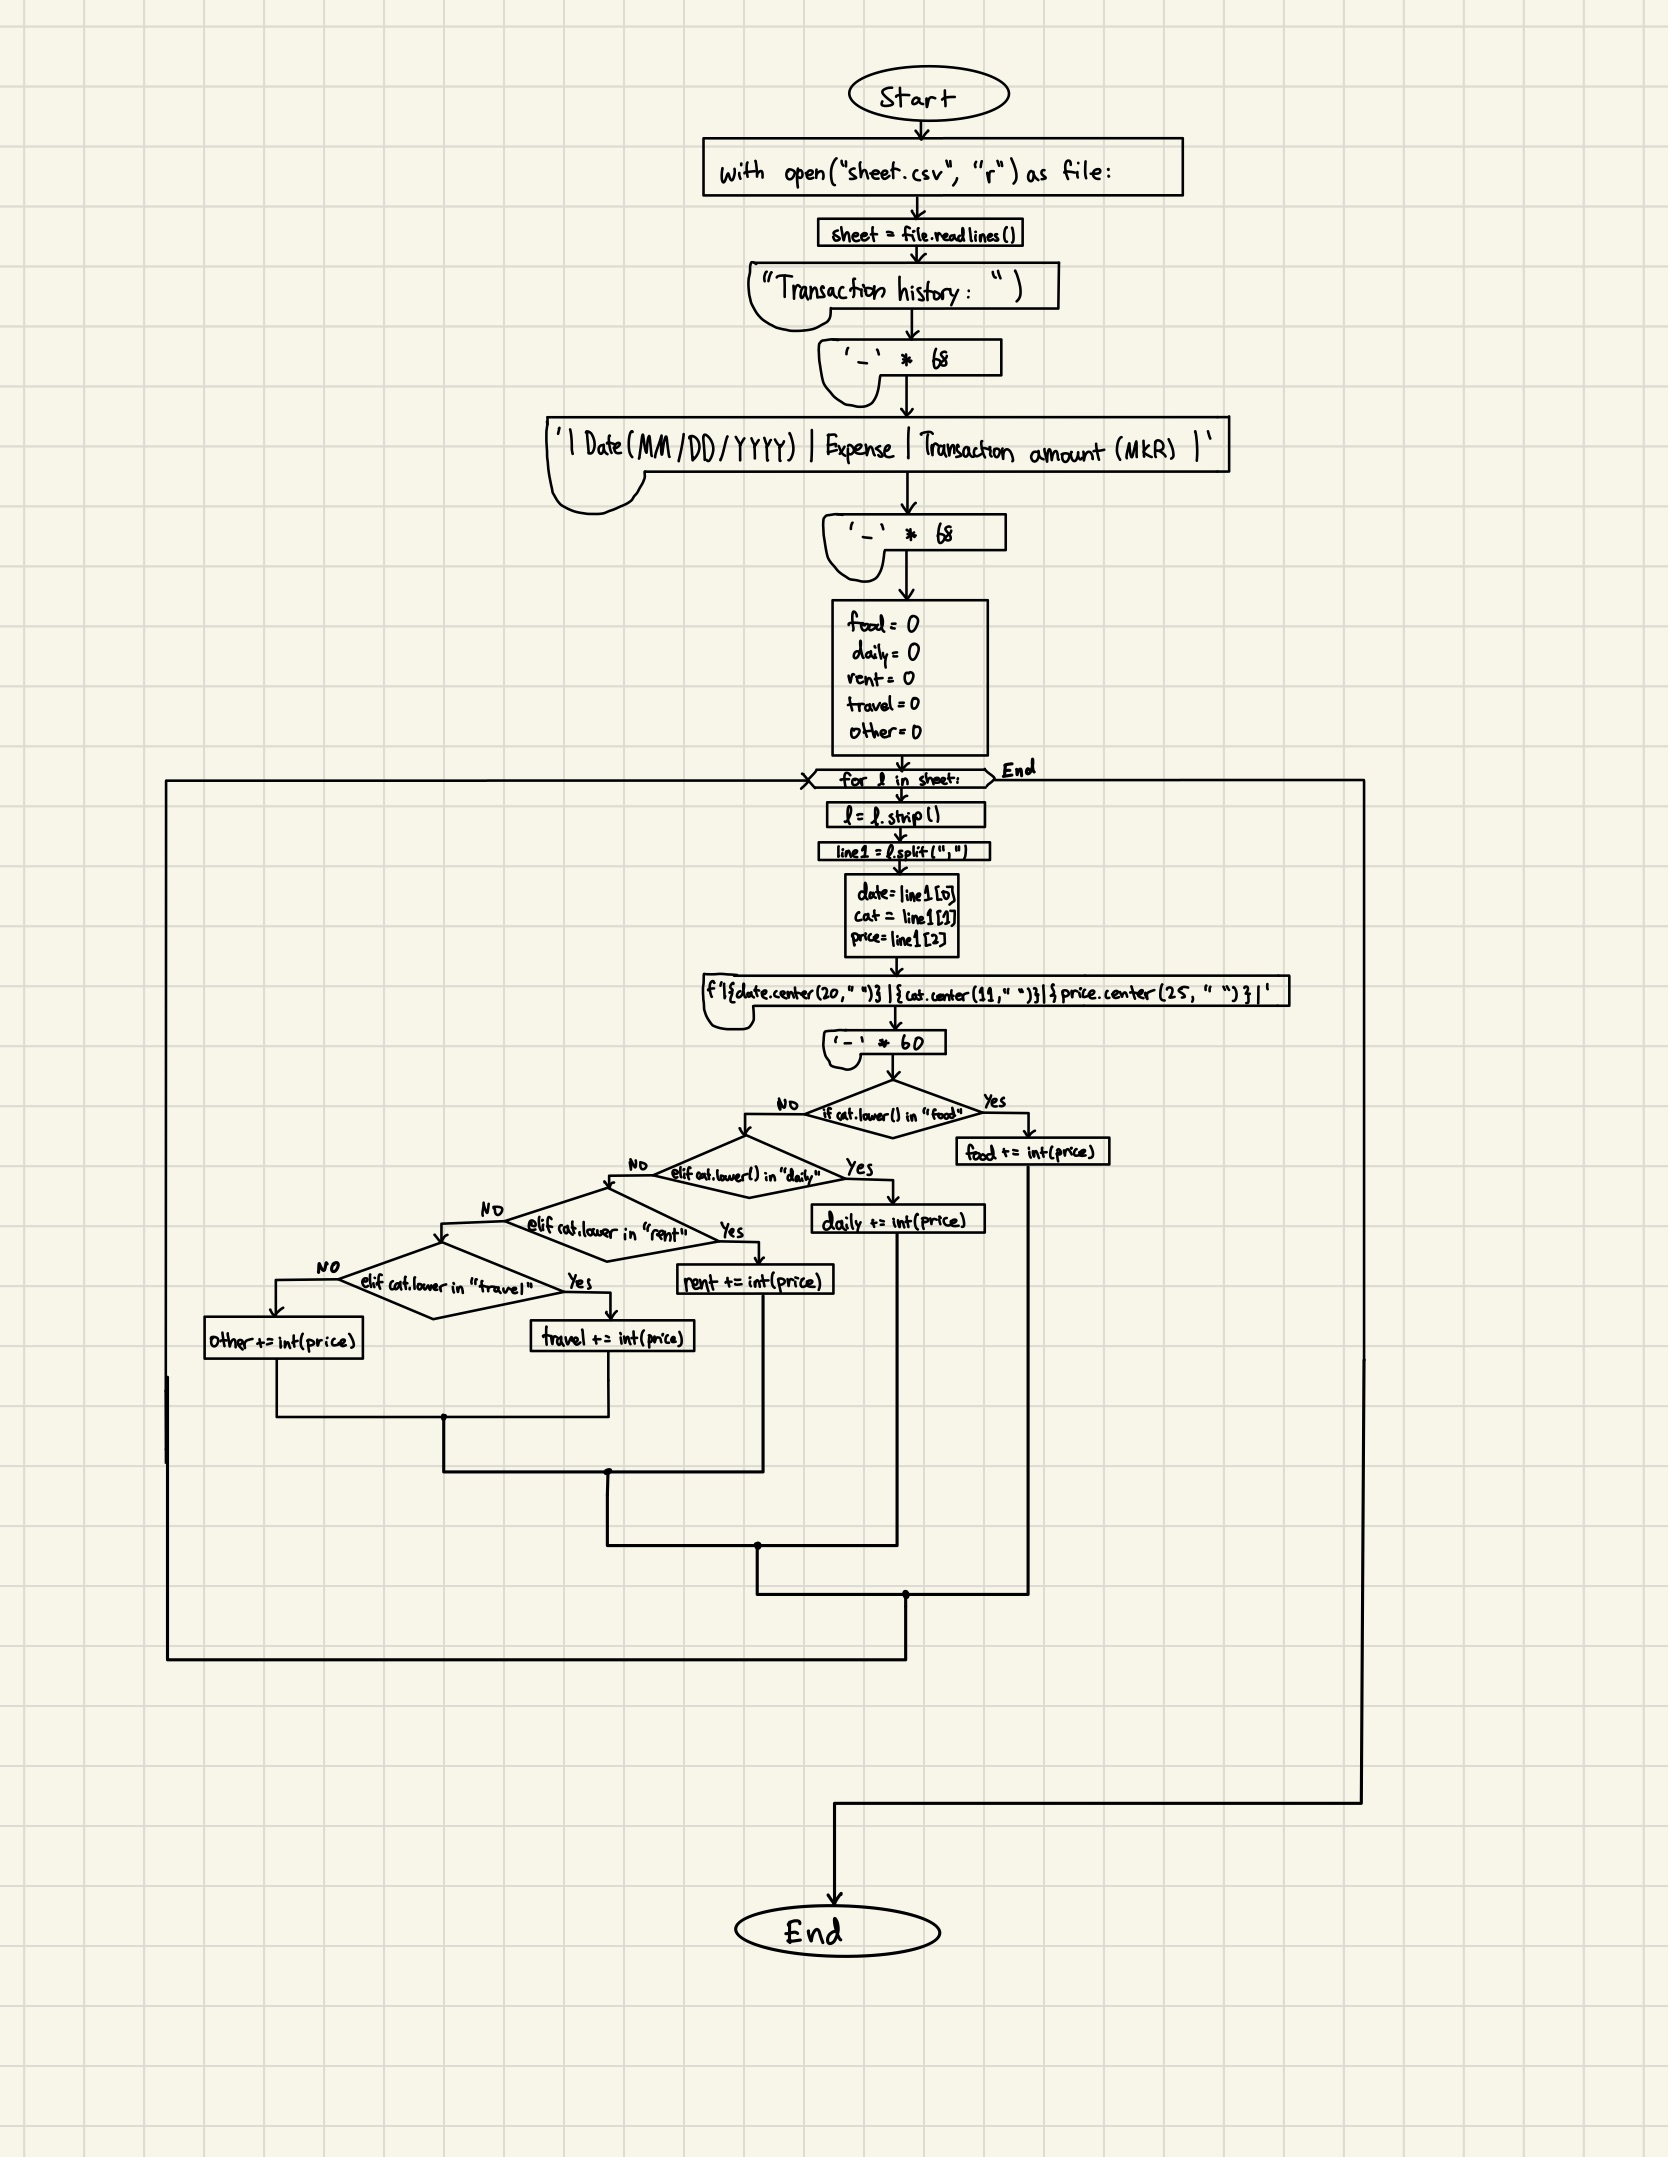 Start
with open("sheet.csv", "r") as file:
sheet = file.readlines()
"Transaction history: ")
'-' * 68
'| Date(MM/DD/YYYY) | Expense | Transaction amount (MKR) |'
'-' * 68
food = 0
daily = 0
rent = 0
travel = 0
other = 0
for l in sheet:
End
l = l.strip()
line1 = l.split(",")
date = line1[0]
cat = line1[1]
price = line1[2]
f'|{date.center(20," ")}|{cat.center(11," ")}|{price.center(25, " ")}|'
'-' * 60
NO
if cat.lower() in "food"
Yes
food += int(price)
NO
elif cat.lower() in "daily"
Yes
daily += int(price)
NO
elif cat.lower in "rent"
Yes
rent += int(price)
NO
elif cat.lower in "travel"
Yes
other += int(price)
travel += int(price)
End